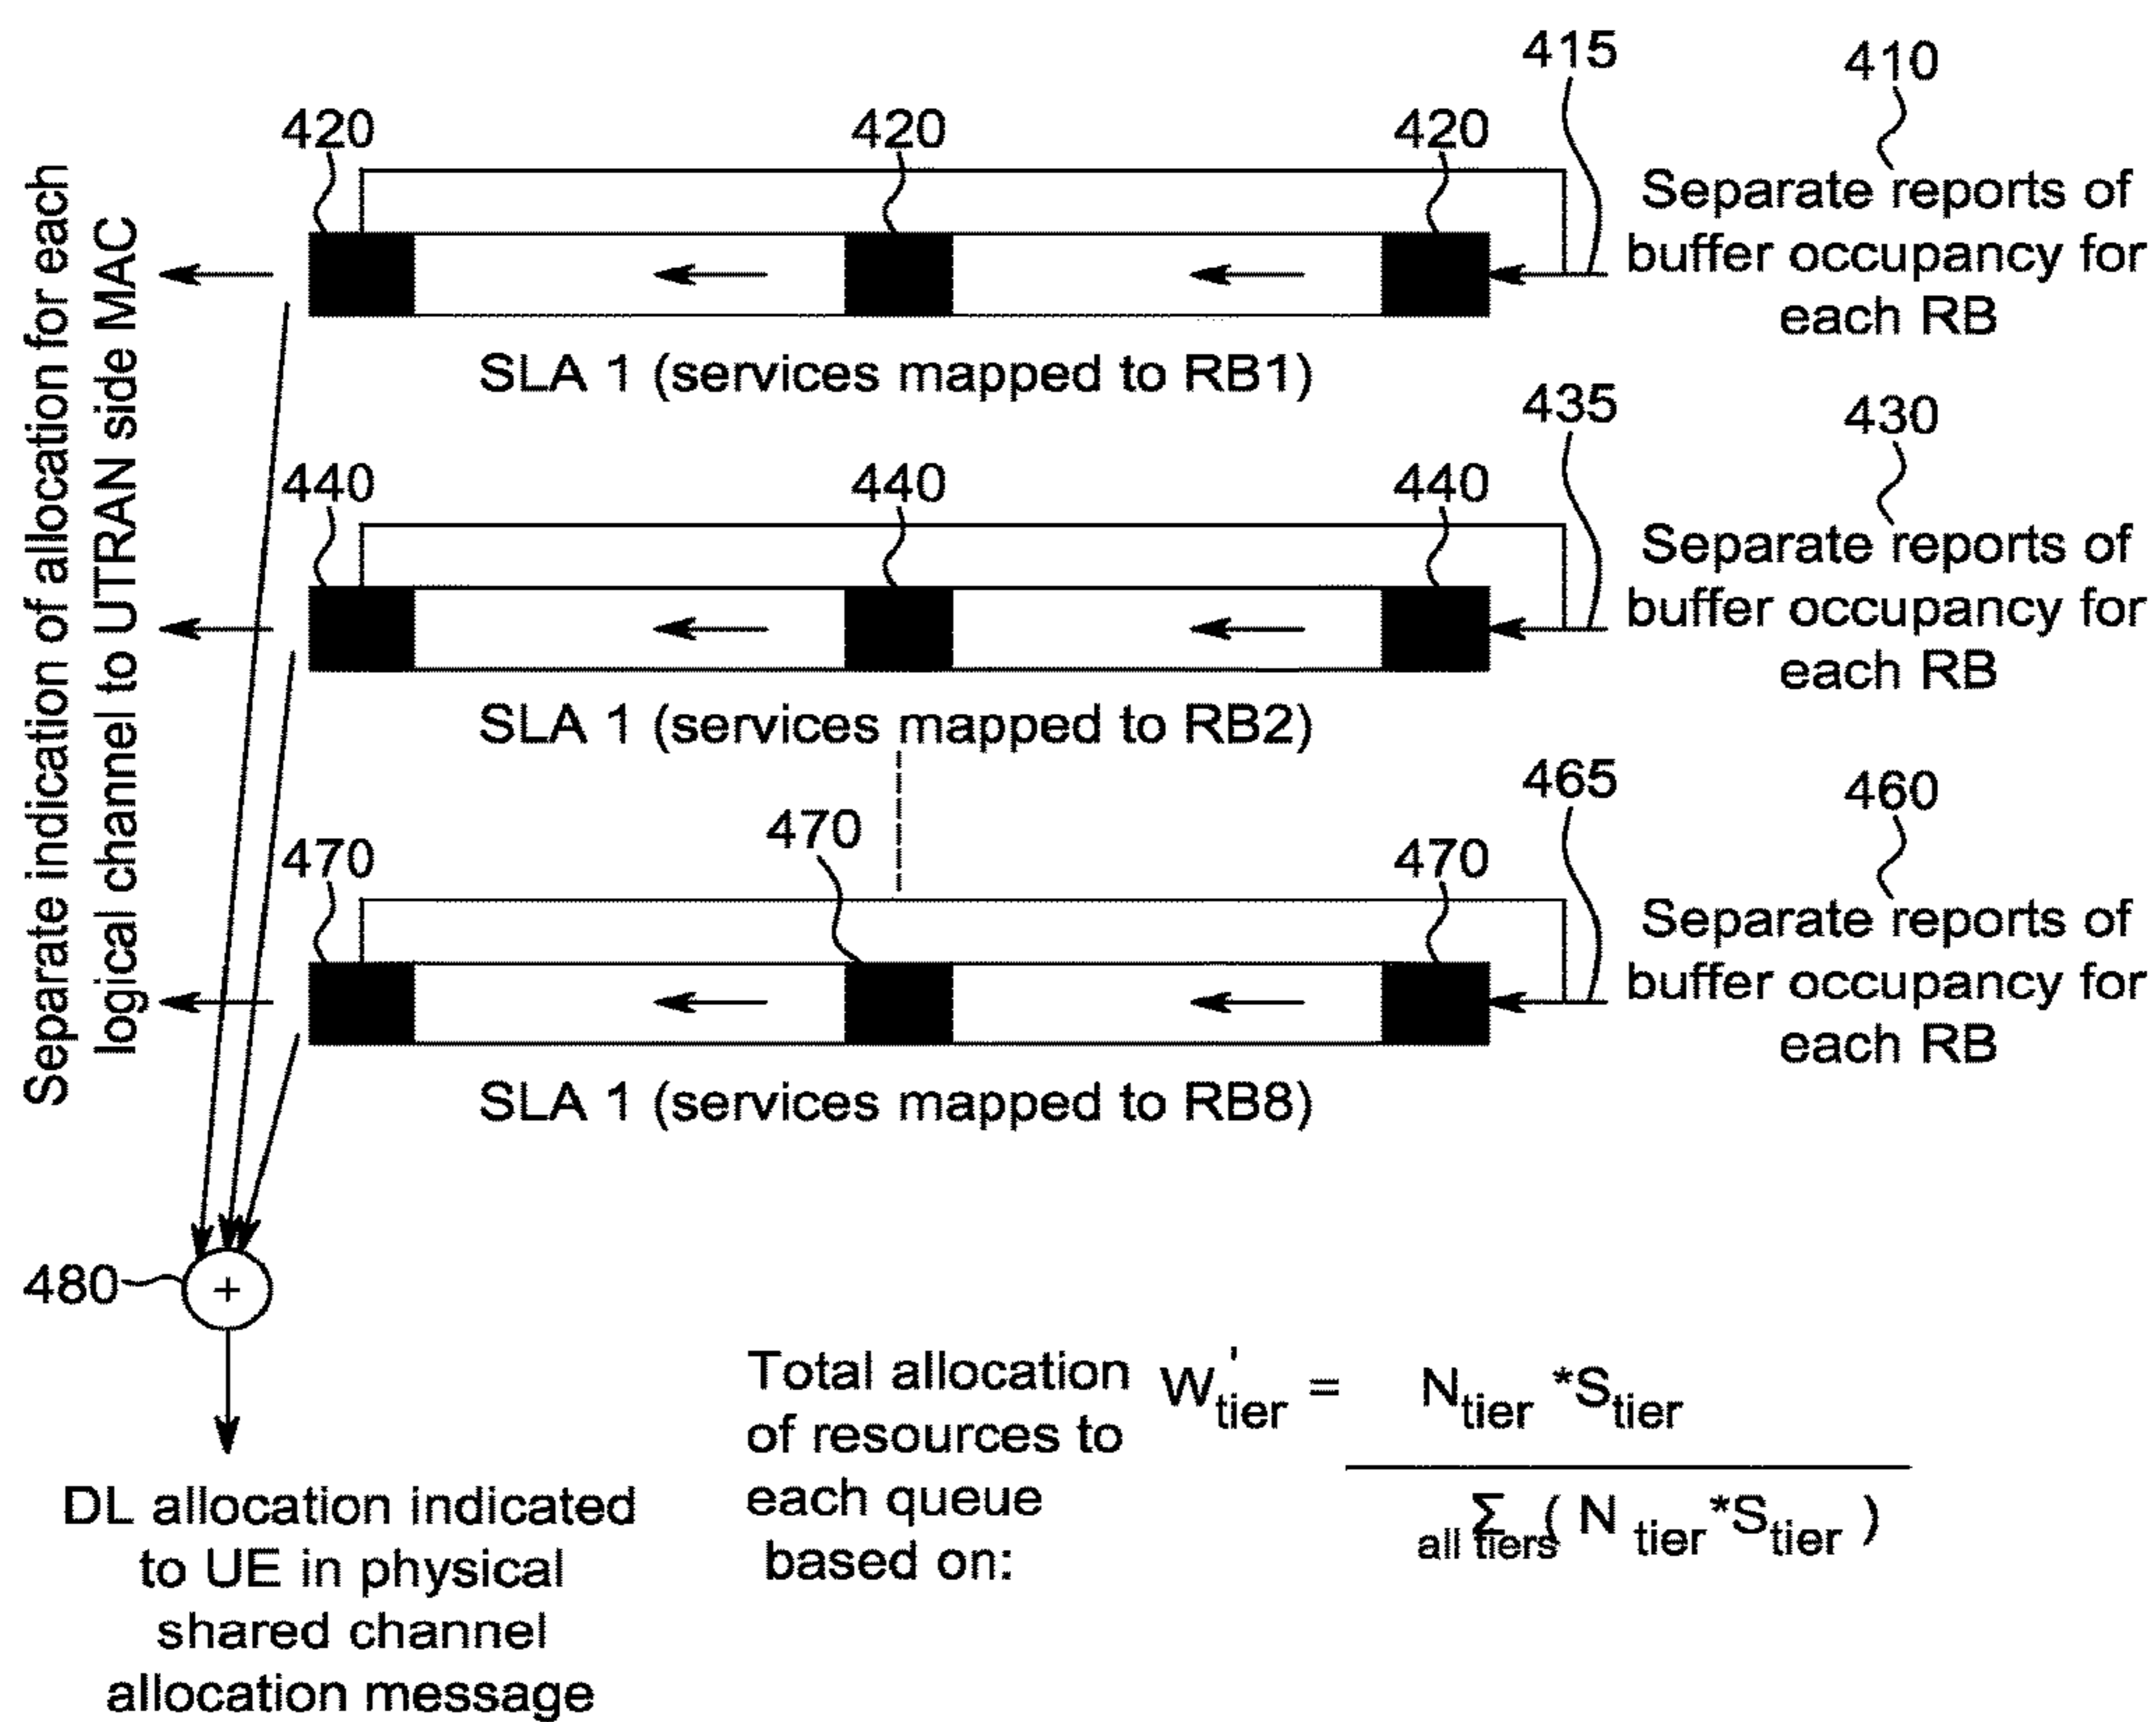 415
410
420
420
420
Separate reports of
buffer occupancy for
each RB
SLA 1 (services mapped to RB1)
435
430
440
440
440
Separate reports of
buffer occupancy for
each RB
SLA 1 (services mapped to RB2)
465
460
470
470
470
Separate reports of
buffer occupancy for
each RB
SLA 1 (services mapped to RB8)
Separate indication of allocation for each
logical channel to UTRAN side MAC
480
+
DL allocation indicated
to UE in physical
shared channel
allocation message
Total allocation
of resources to
each queue
based on:
W'tier = Ntier *Stier
Σ all tiers ( N tier *Stier )